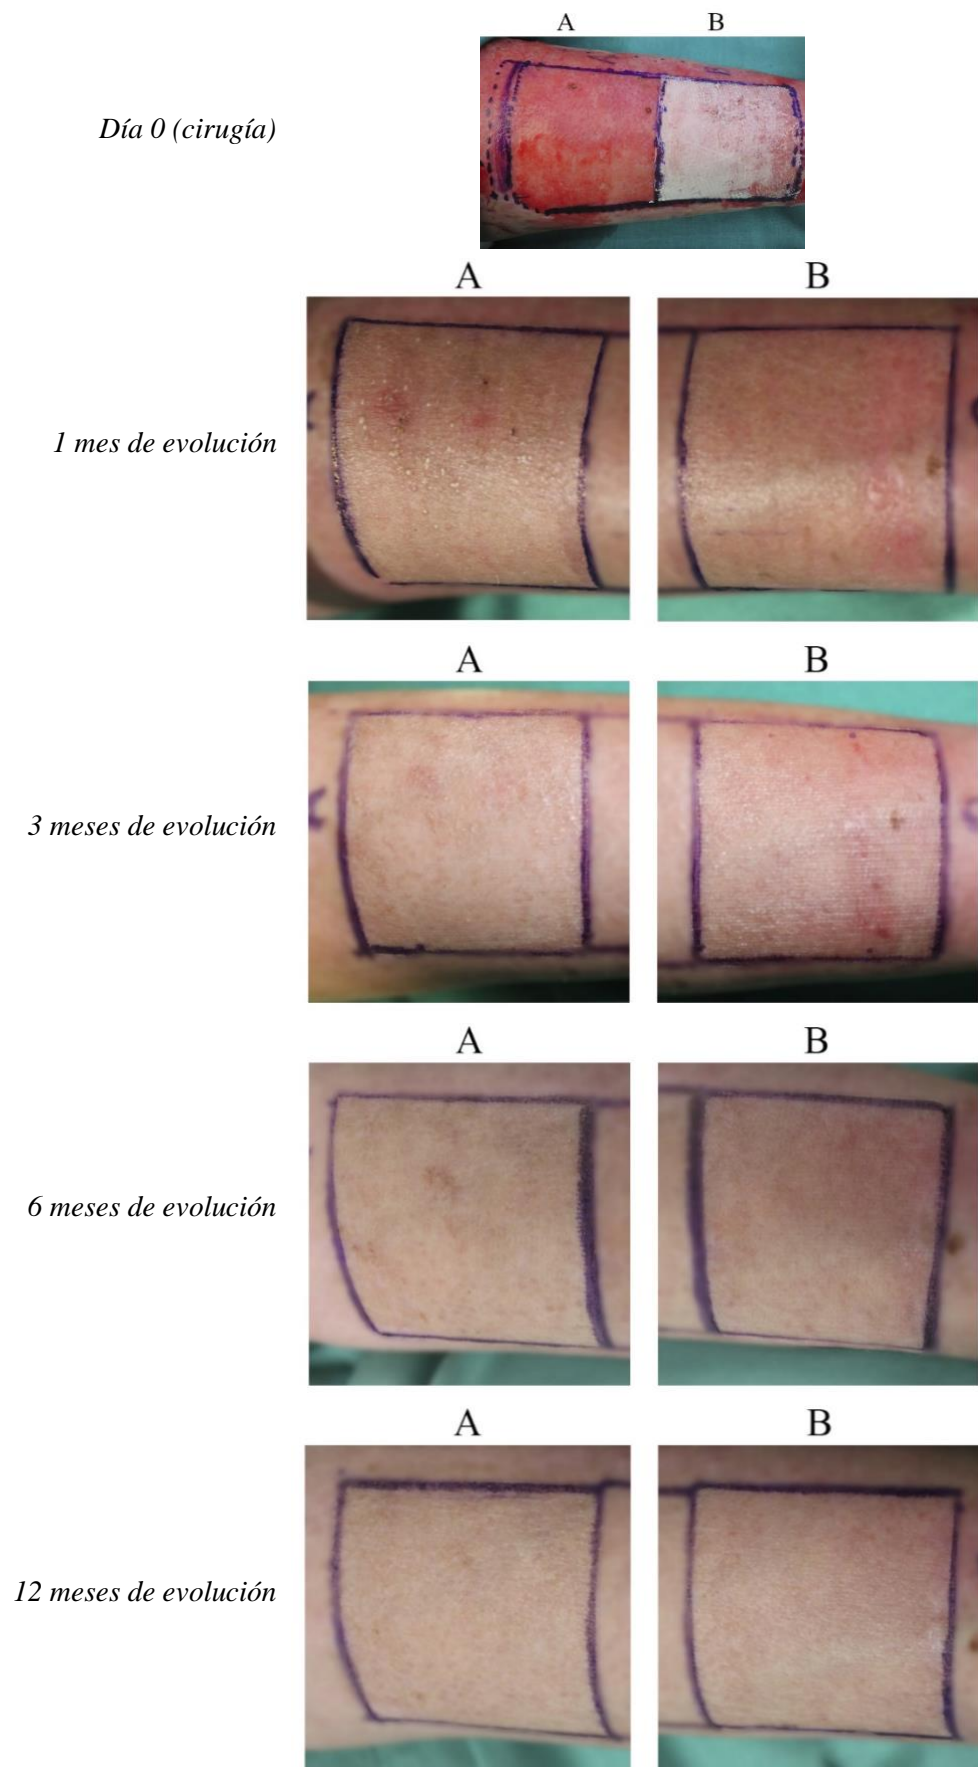 A B
Día 0 (cirugía)
A B
1 mes de evolución
A B
3 meses de evolución
A B
6 meses de evolución
A B
12 meses de evolución